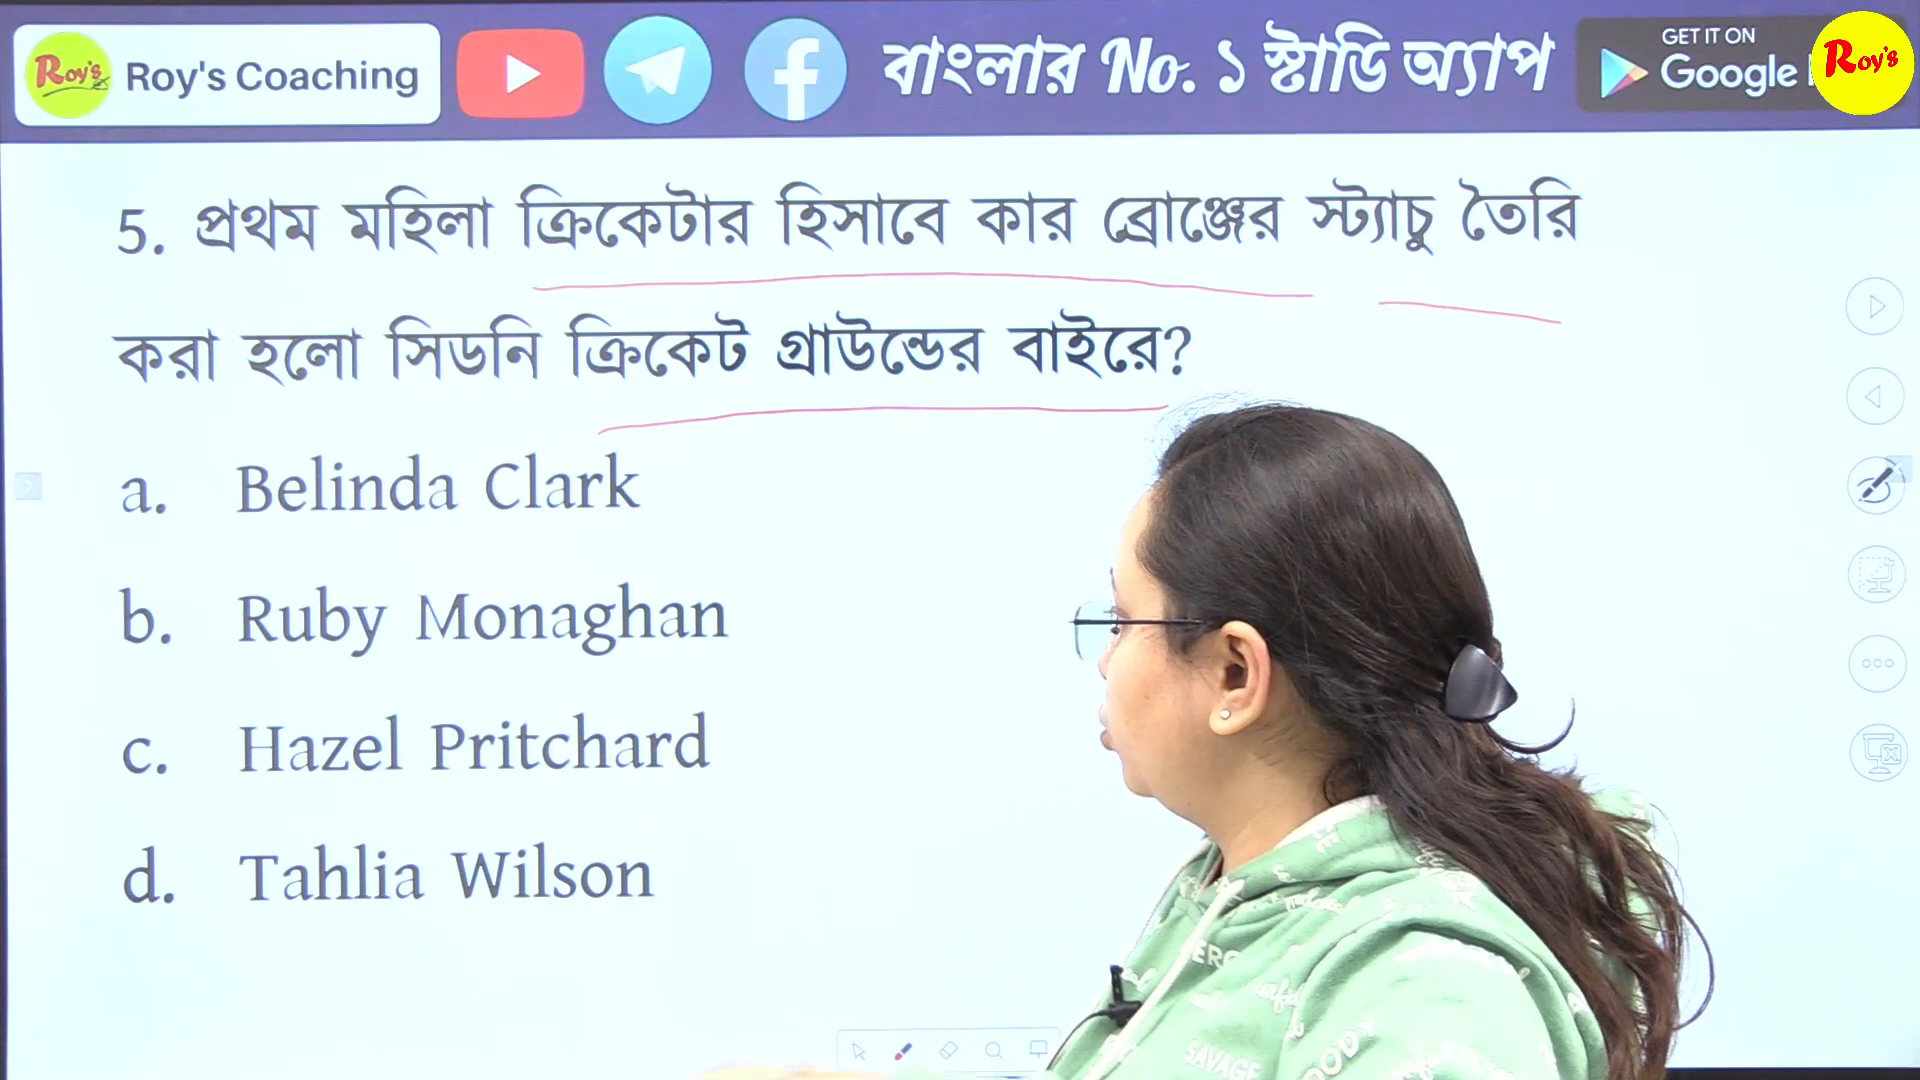 Roy's Roy's Coaching বাংলার No. ১ স্টাডি অ্যাপ GET IT ON Google Roy's
5. প্রথম মহিলা ক্রিকেটার হিসাবে কার ব্রোঞ্জের স্ট্যাচু তৈরি
করা হলো সিডনি ক্রিকেট গ্রাউন্ডের বাইরে?
a. Belinda Clark
b. Ruby Monaghan
c. Hazel Pritchard
d. Tahlia Wilson
SAVAGE